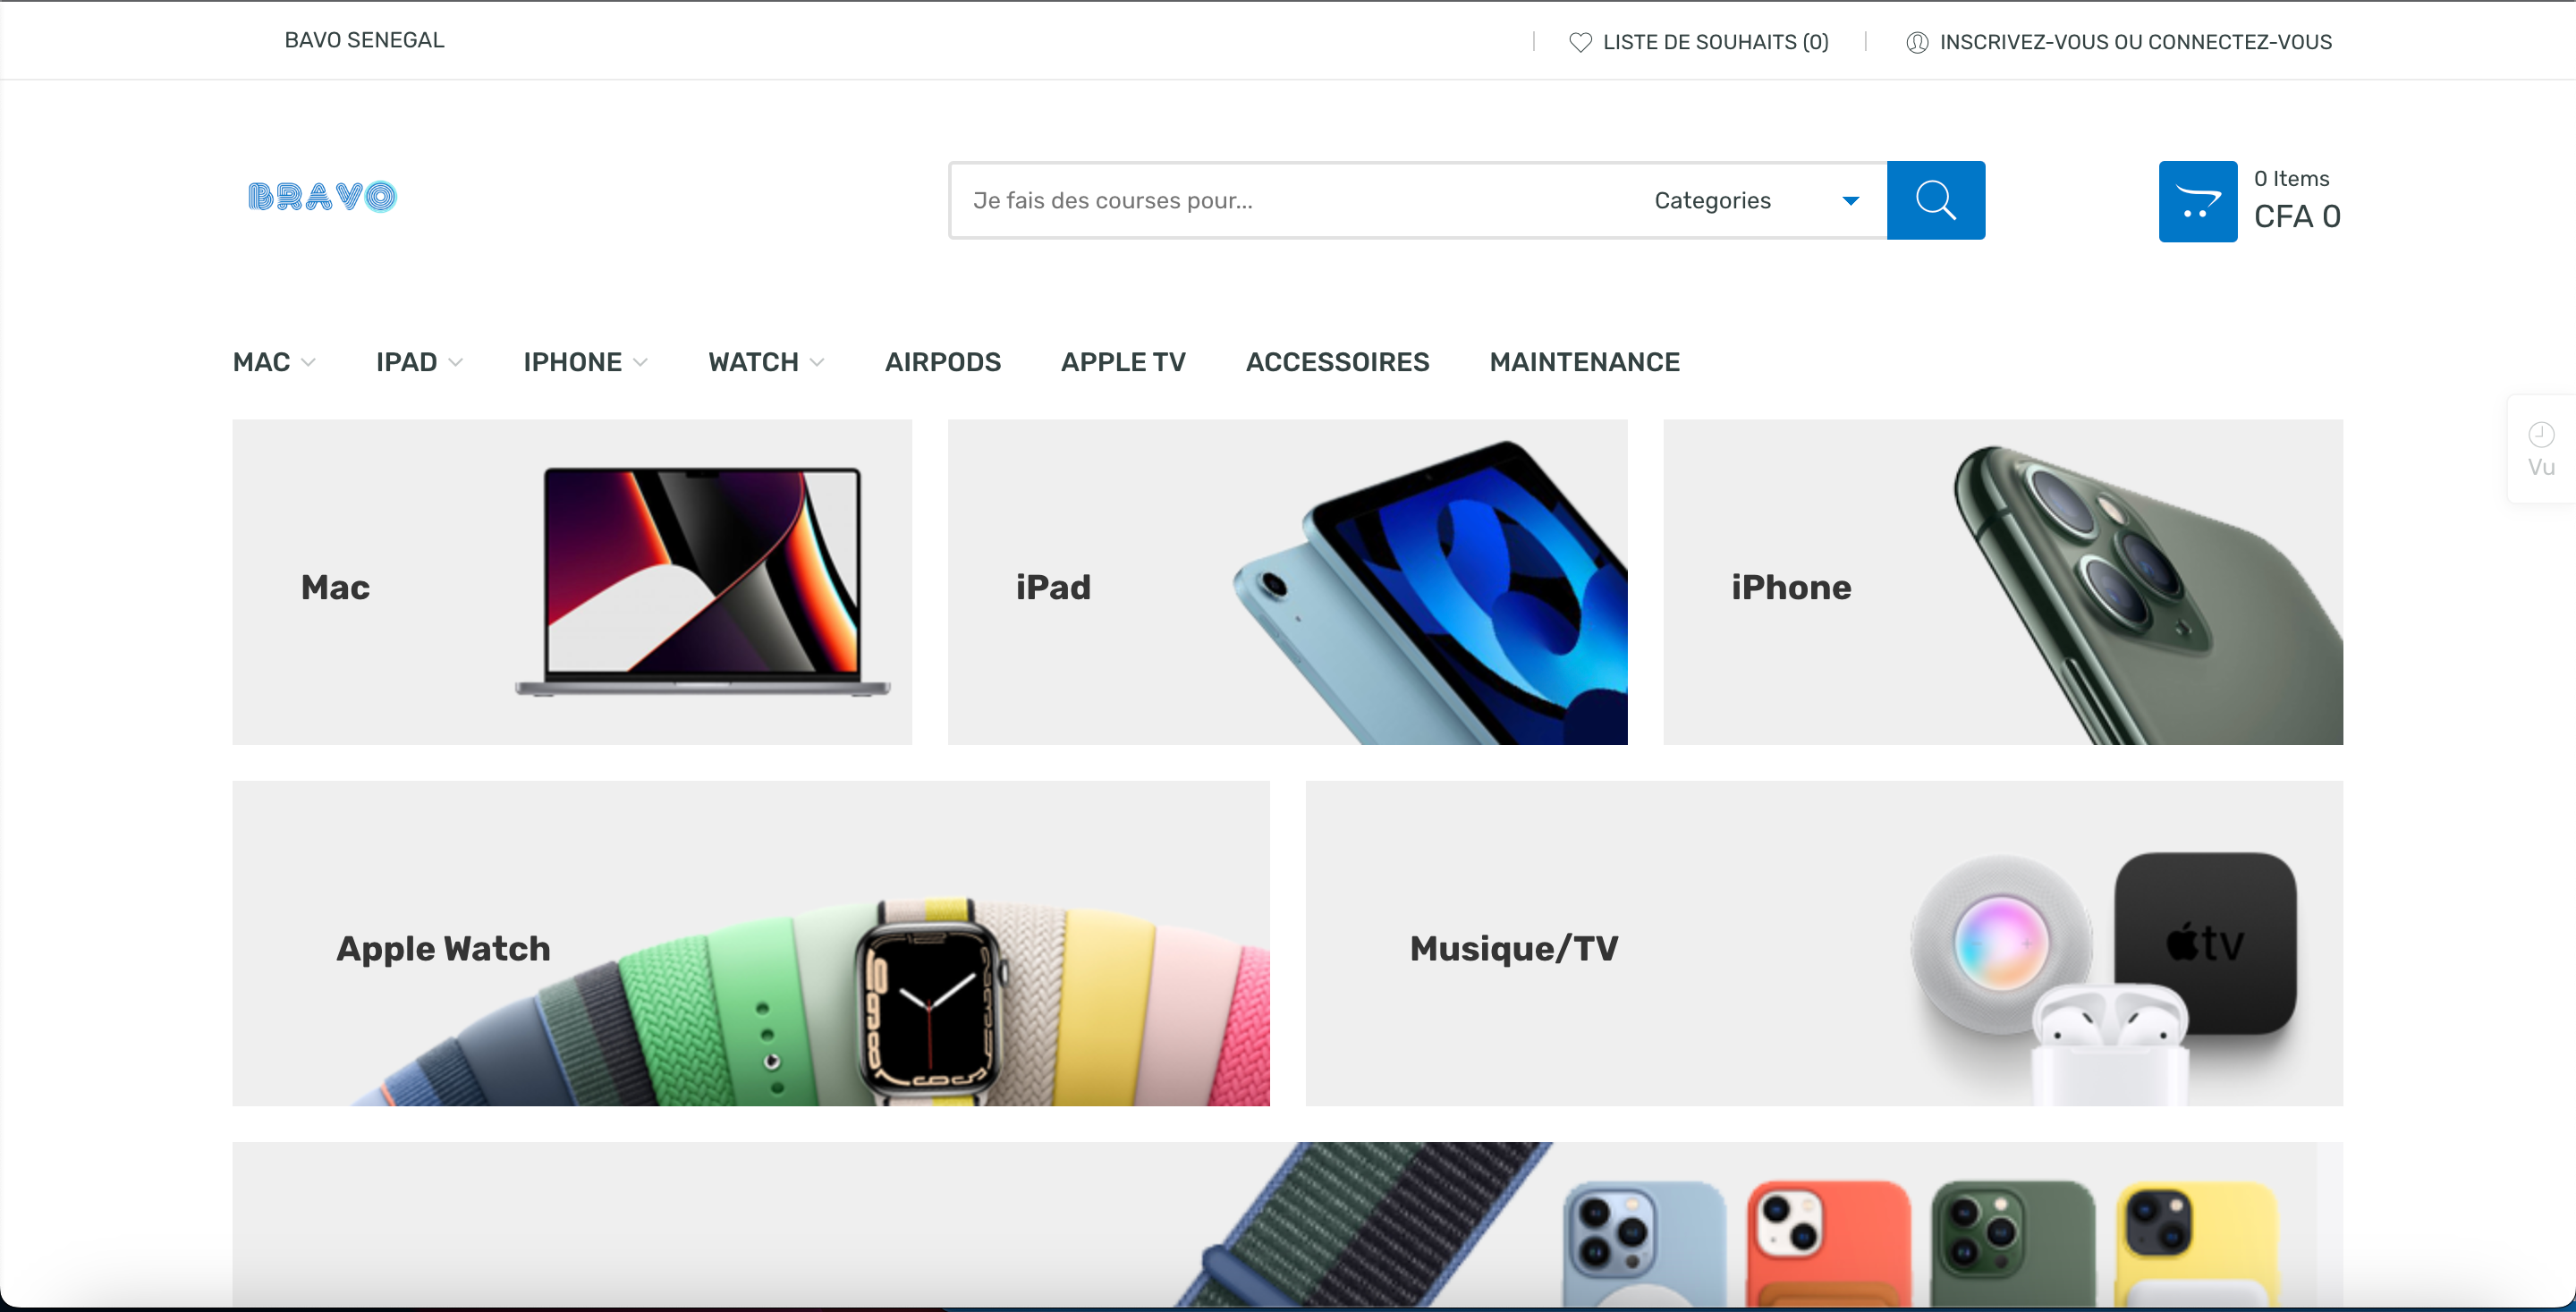 BAVO SENEGAL
LISTE DE SOUHAITS (0)
INSCRIVEZ-VOUS OU CONNECTEZ-VOUS
BRAVO
Je fais des courses pour...
Categories
0 Items
CFA 0
MAC
IPAD
IPHONE
WATCH
AIRPODS
APPLE TV
ACCESSOIRES
MAINTENANCE
Vu
Mac
iPad
iPhone
Apple Watch
Musique/TV
tv